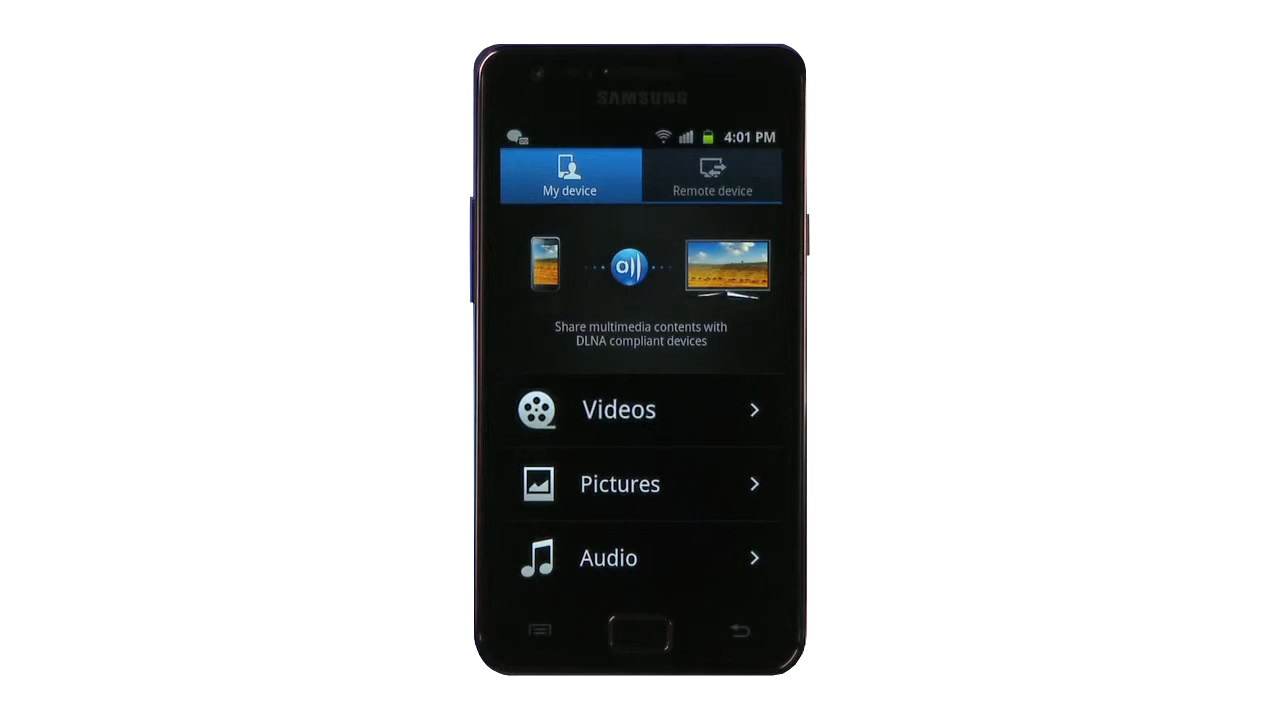 SAMSUNG
4:01 PM
My device
Remote device
Share multimedia contents with
DLNA compliant devices
Videos
Pictures
Audio